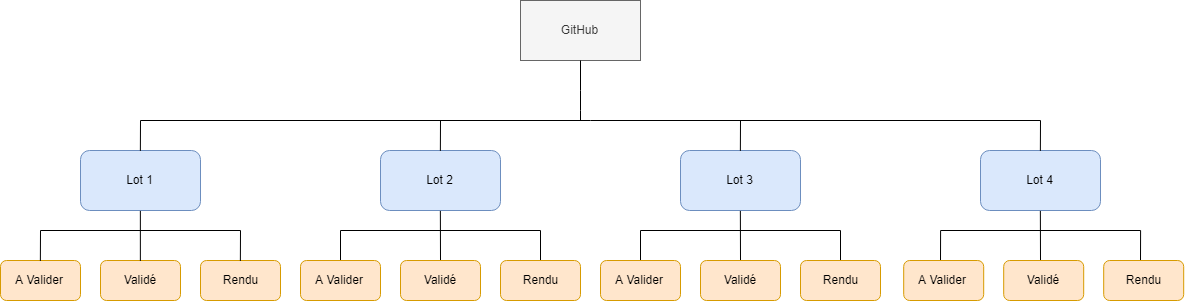 GitHub
Lot 1
Lot 2
Lot 3
Lot 4
A Valider
Validé
Rendu
A Valider
Validé
Rendu
A Valider
Validé
Rendu
A Valider
Validé
Rendu